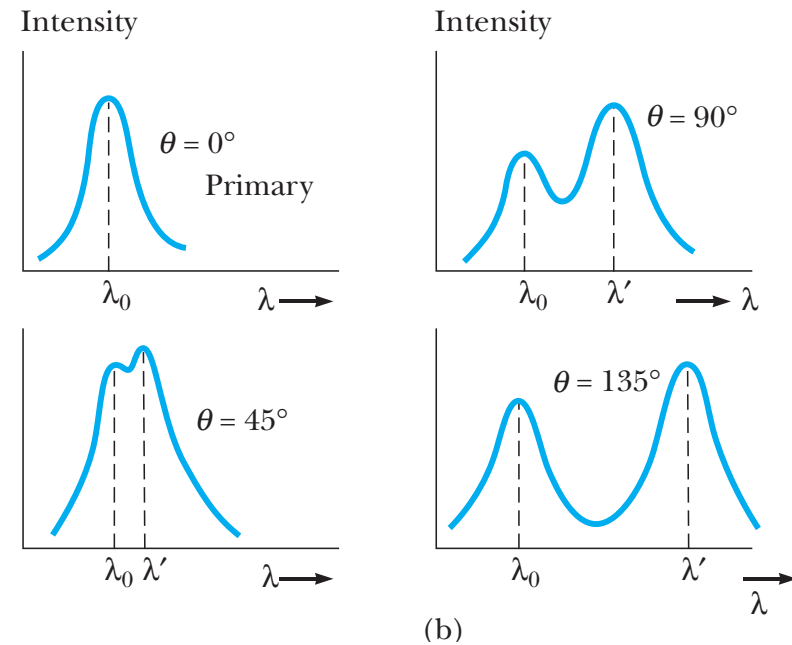 Intensity
θ = 0°
Primary
λ₀
λ
Intensity
θ = 90°
λ₀
λ′
λ
θ = 45°
λ₀ λ′
λ
θ = 135°
λ₀
λ′
λ
(b)